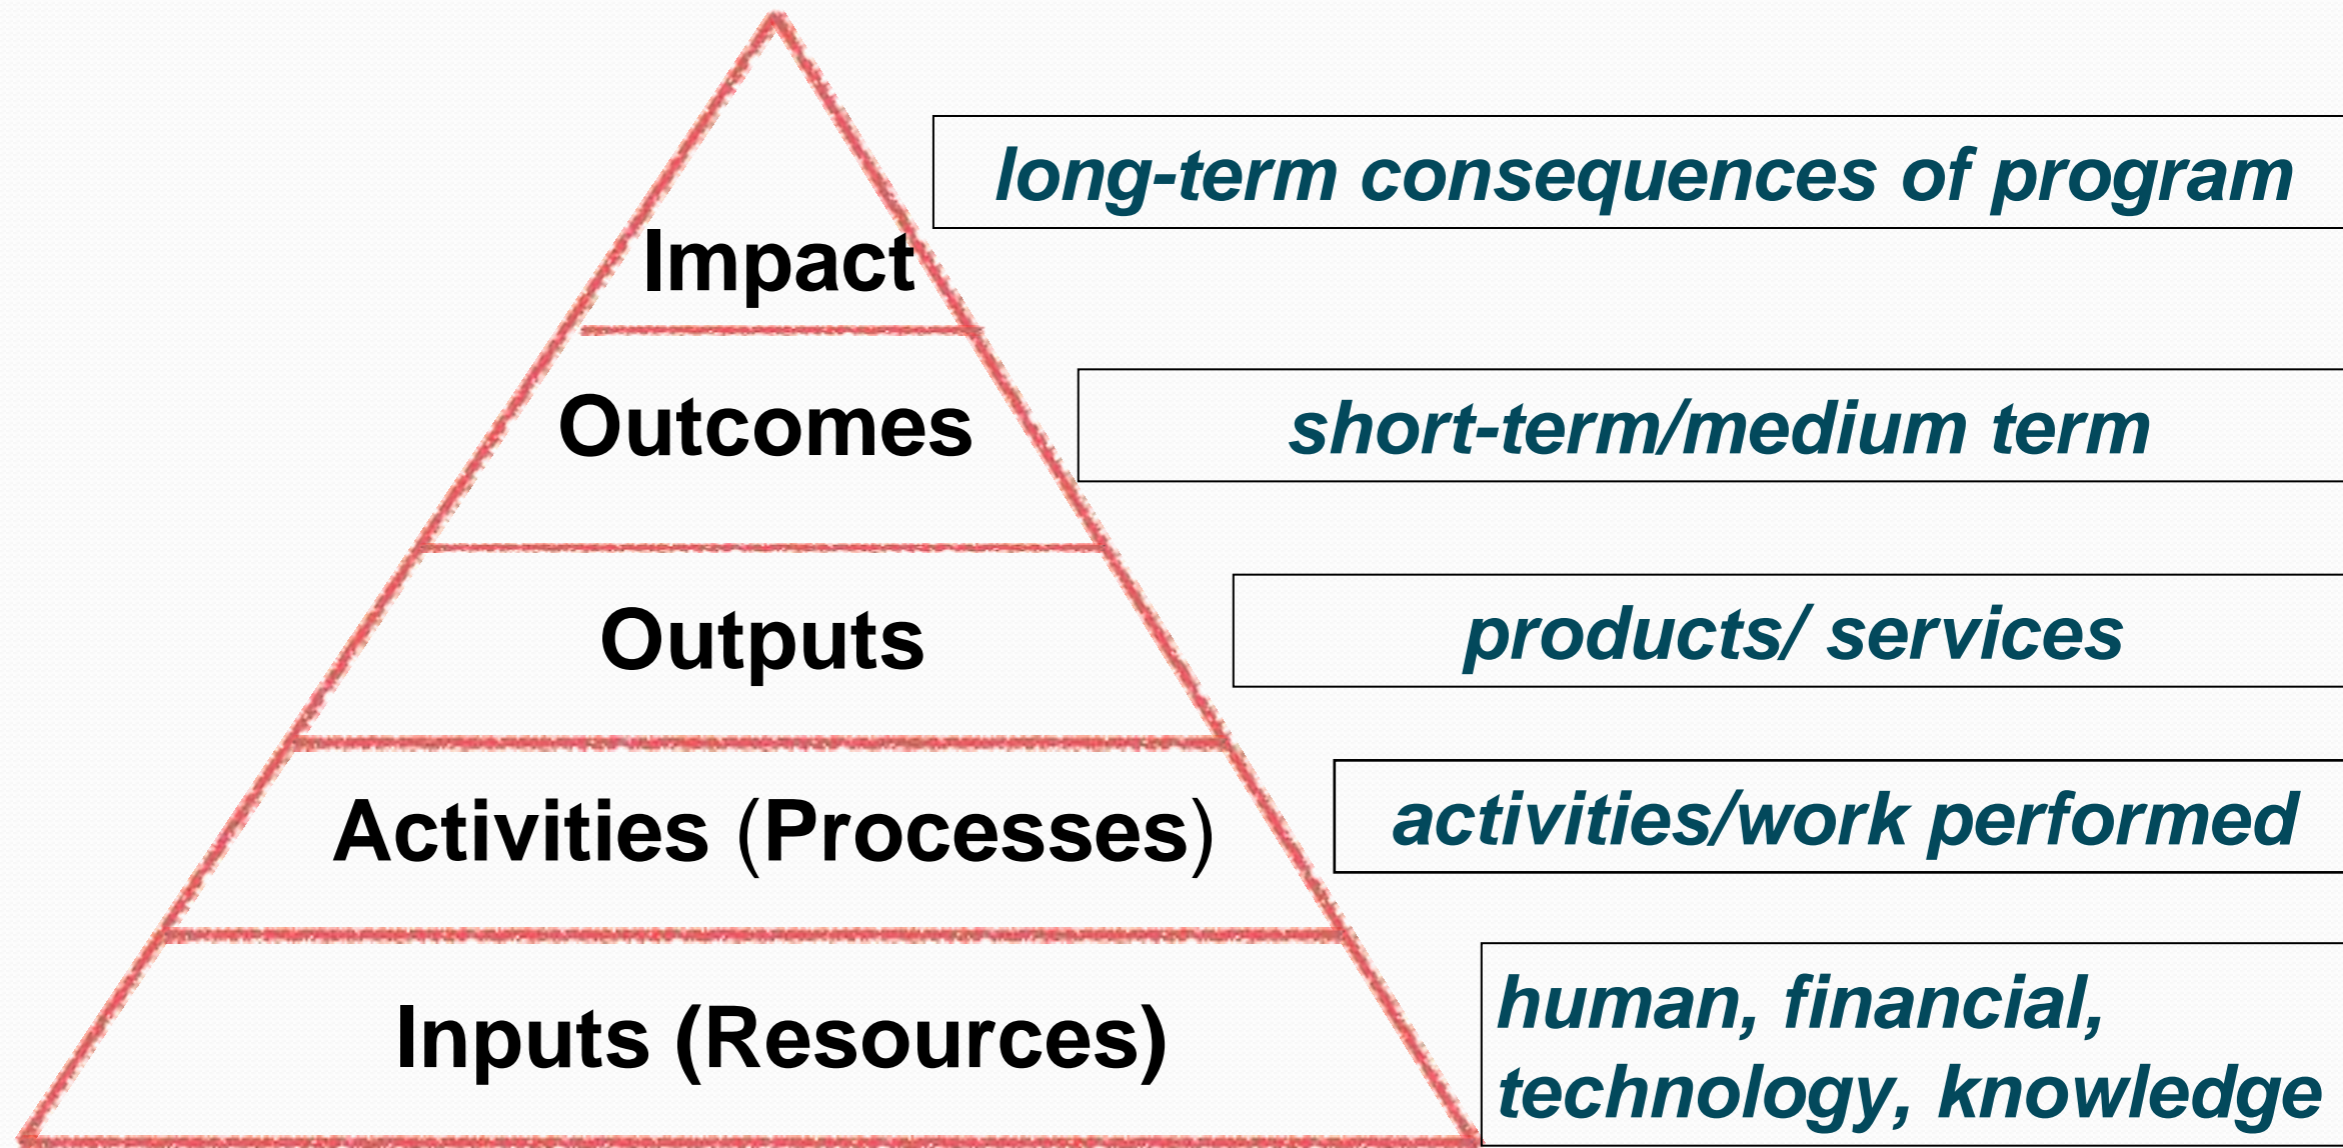 long-term consequences of program
Impact
Outcomes
short-term/medium term
Outputs
products/ services
Activities (Processes)
activities/work performed
Inputs (Resources)
human, financial,
technology, knowledge